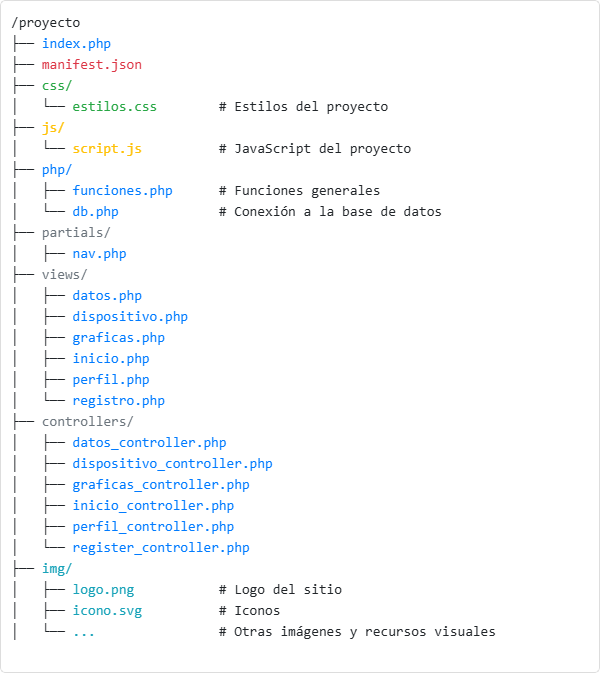 /proyecto
├── index.php
├── manifest.json
├── css/
│   └── estilos.css        # Estilos del proyecto
├── js/
│   └── script.js          # JavaScript del proyecto
├── php/
│   ├── funciones.php      # Funciones generales
│   └── db.php             # Conexión a la base de datos
├── partials/
│   ├── nav.php
├── views/
│   ├── datos.php
│   ├── dispositivo.php
│   ├── graficas.php
│   ├── inicio.php
│   ├── perfil.php
│   └── registro.php
├── controllers/
│   ├── datos_controller.php
│   ├── dispositivo_controller.php
│   ├── graficas_controller.php
│   ├── inicio_controller.php
│   ├── perfil_controller.php
│   └── register_controller.php
├── img/
│   ├── logo.png           # Logo del sitio
│   ├── icono.svg          # Iconos
│   └── ...                # Otras imágenes y recursos visuales